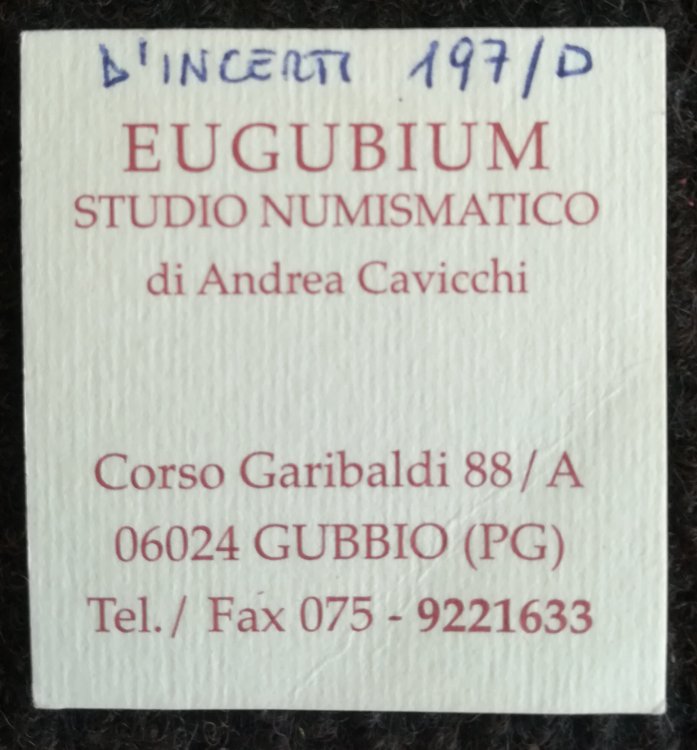 D'INCERTI 197/D
EUGUBIUM
STUDIO NUMISMATICO
di Andrea Cavicchi
Corso Garibaldi 88/A
06024 GUBBIO (PG)
Tel./ Fax 075 - 9221633